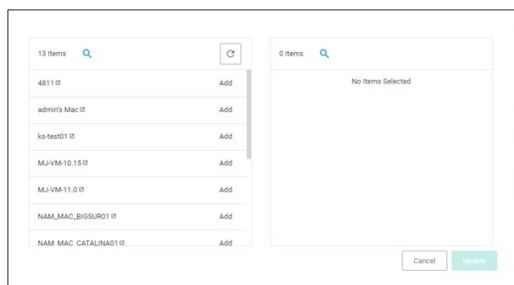 13 Items
4811 Add
admin's Mac Add
ks-test01 Add
MJ-VM-10.15 Add
MJ-VM-11.0 Add
NAM_MAC_BIGSUR01 Add
NAM_MAC_CATALINA01 Add
0 Items
No Items Selected
Cancel Update